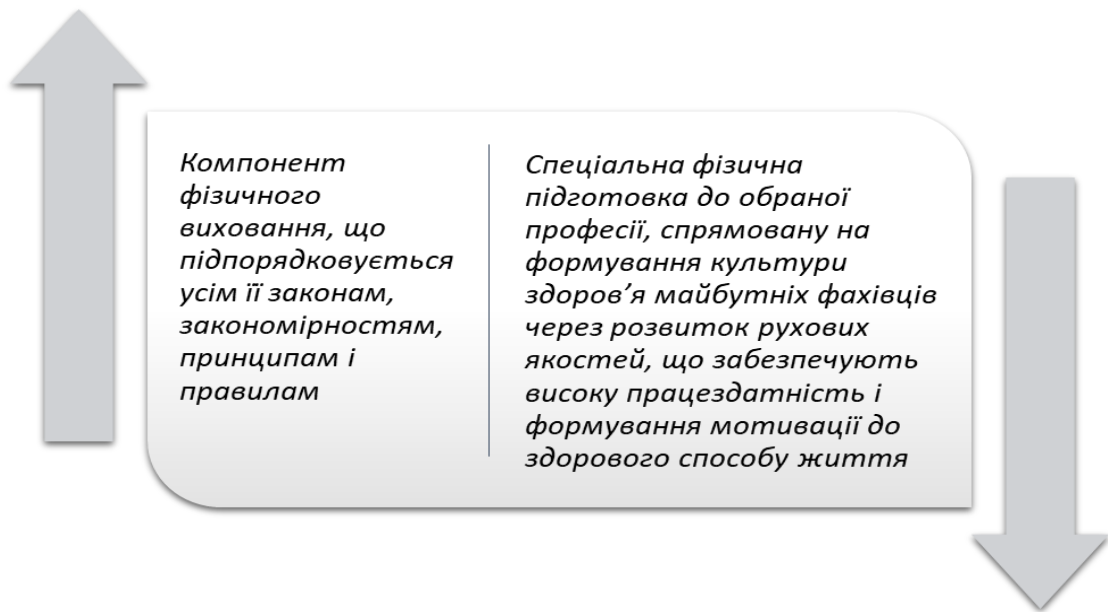 Компонент
фізичного
виховання, що
підпорядковується
усім її законам,
закономірностям,
принципам і
правилам
Спеціальна фізична
підготовка до обраної
професії, спрямовану на
формування культури
здоров’я майбутніх фахівців
через розвиток рухових
якостей, що забезпечують
високу працездатність і
формування мотивації до
здорового способу життя